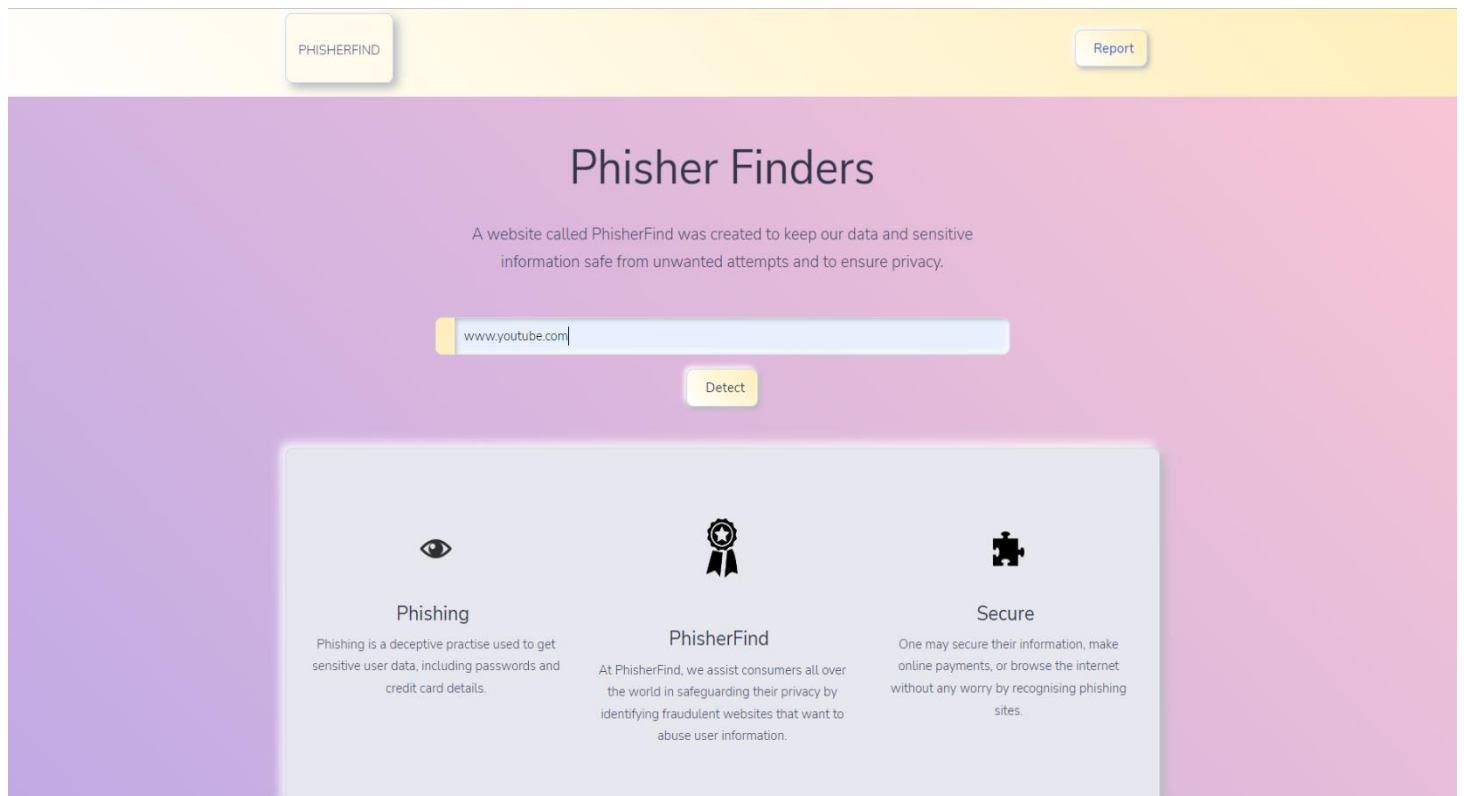 PHISHERFIND
Report
Phisher Finders
A website called PhisherFind was created to keep our data and sensitive
information safe from unwanted attempts and to ensure privacy.
www.youtube.com
Detect
Phishing
Phishing is a deceptive practise used to get
sensitive user data, including passwords and
credit card details.
PhisherFind
At PhisherFind, we assist consumers all over
the world in safeguarding their privacy by
identifying fraudulent websites that want to
abuse user information.
Secure
One may secure their information, make
online payments, or browse the internet
without any worry by recognising phishing
sites.